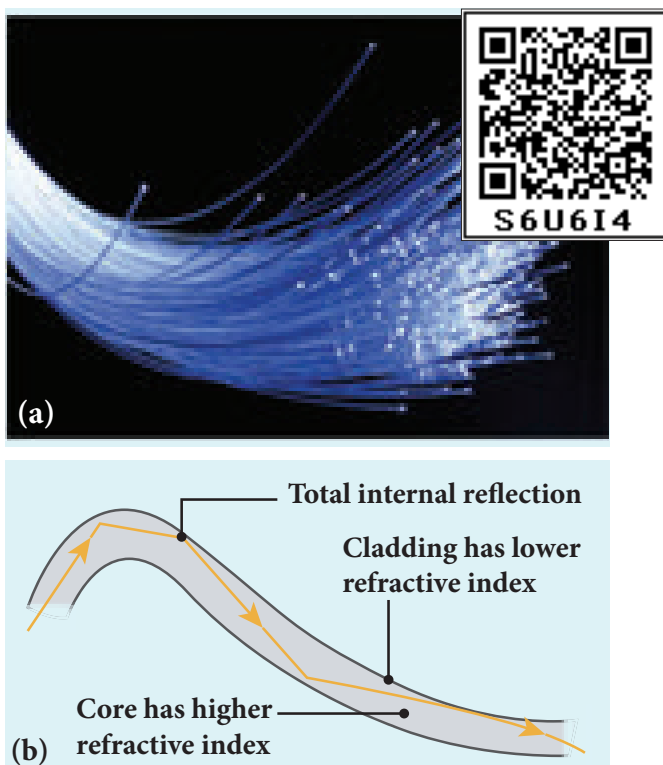 S6U6I4
(a)
Total internal reflection
Cladding has lower
refractive index
Core has higher
refractive index
(b)